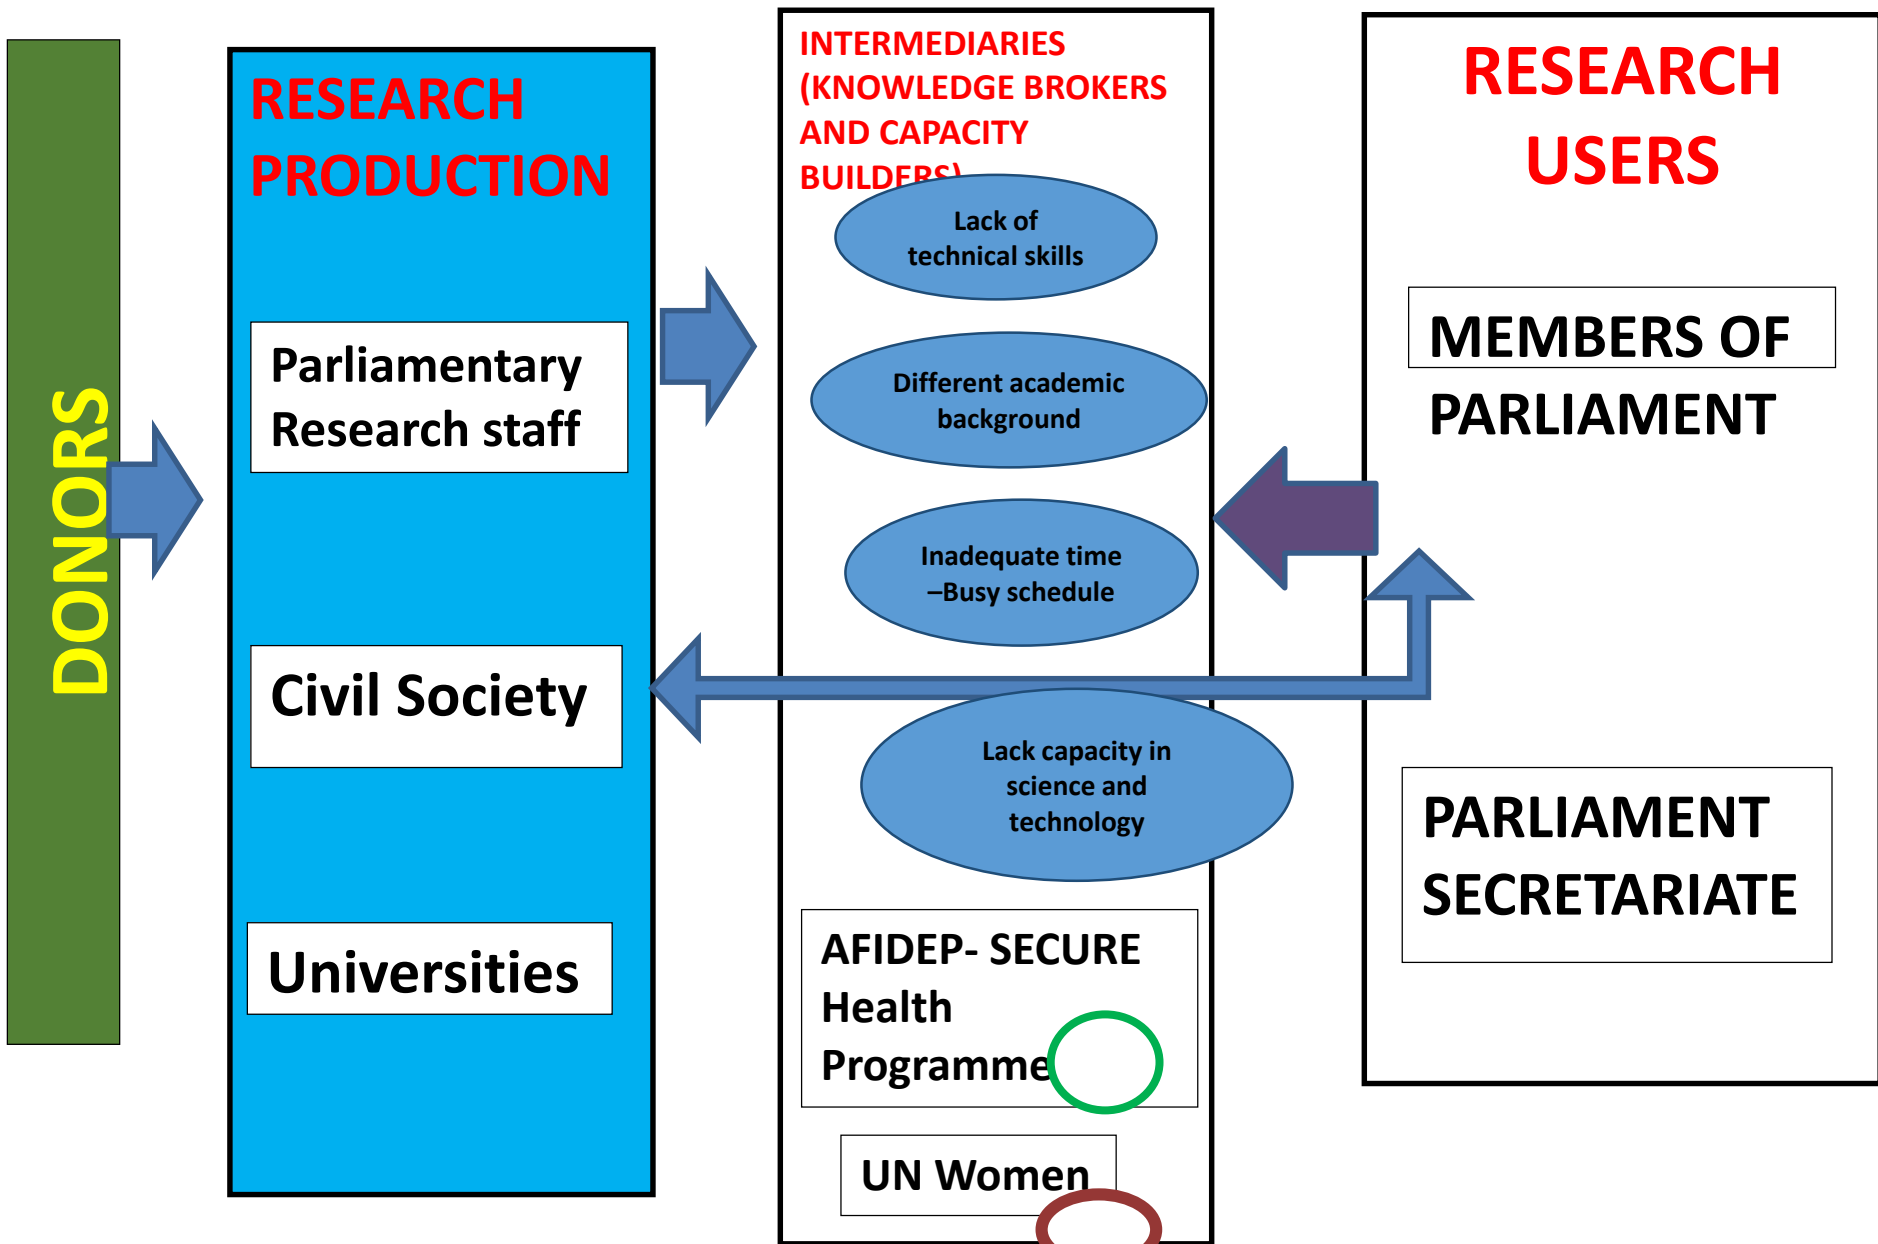 DONORS
RESEARCH
PRODUCTION
Parliamentary
Research staff
Civil Society
Universities
INTERMEDIARIES
(KNOWLEDGE BROKERS
AND CAPACITY
BUILDERS)
Lack of
technical skills
Different academic
background
Inadequate time
–Busy schedule
Lack capacity in
science and
technology
AFIDEP- SECURE
Health
Programme
UN Women
RESEARCH
USERS
MEMBERS OF
PARLIAMENT
PARLIAMENT
SECRETARIATE